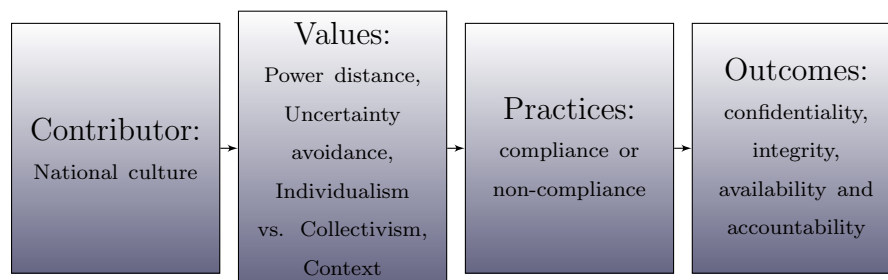 Contributor:
National culture
Values:
Power distance,
Uncertainty
avoidance,
Individualism
vs. Collectivism,
Context
Practices:
compliance or
non-compliance
Outcomes:
confidentiality,
integrity,
availability and
accountability